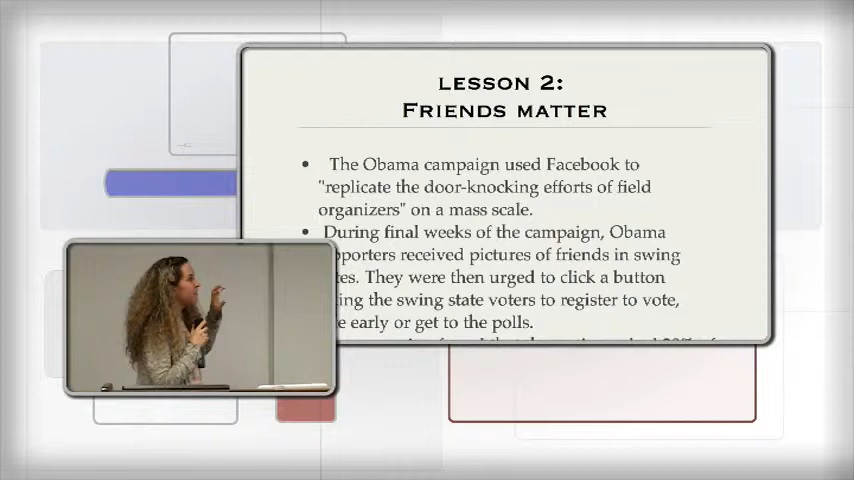 LESSON 2:
FRIENDS MATTER
• The Obama campaign used Facebook to
"replicate the door-knocking efforts of field
organizers" on a mass scale.
• During final weeks of the campaign, Obama
pporters received pictures of friends in swing
tes. They were then urged to click a button
ing the swing state voters to register to vote,
e early or get to the polls.